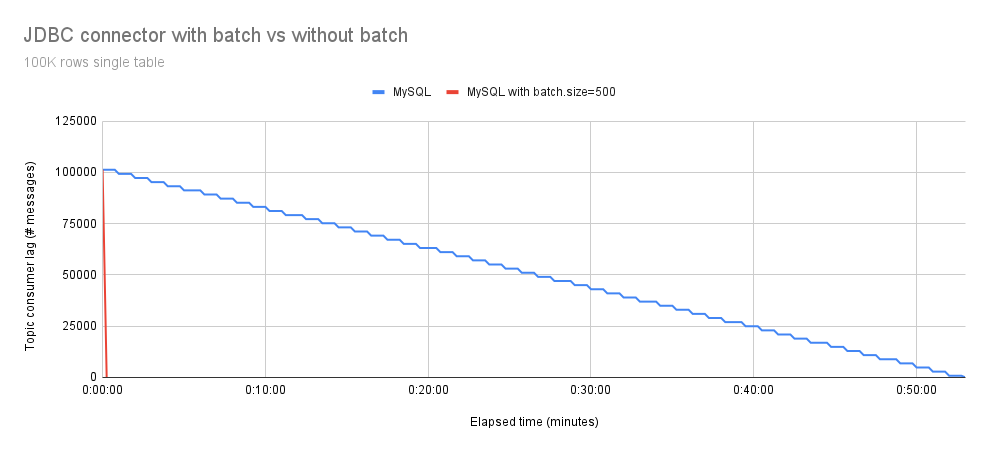 JDBC connector with batch vs without batch
100K rows single table
MySQL
MySQL with batch.size=500
Topic consumer lag (# messages)
125000
100000
75000
50000
25000
0
0:00:00
0:10:00
0:20:00
0:30:00
0:40:00
0:50:00
Elapsed time (minutes)